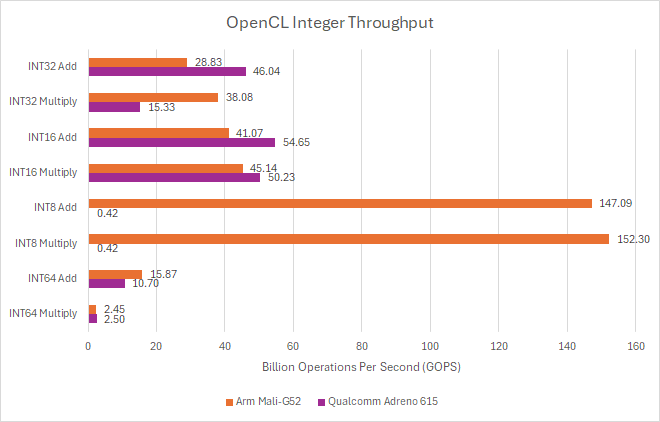 OpenCL Integer Throughput
INT32 Add
28.83
46.04
INT32 Multiply
38.08
15.33
INT16 Add
41.07
54.65
INT16 Multiply
45.14
50.23
INT8 Add
147.09
0.42
INT8 Multiply
152.30
0.42
INT64 Add
15.87
10.70
INT64 Multiply
2.45
2.50
0 20 40 60 80 100 120 140 160
Billion Operations Per Second (GOPS)
Arm Mali-G52 Qualcomm Adreno 615